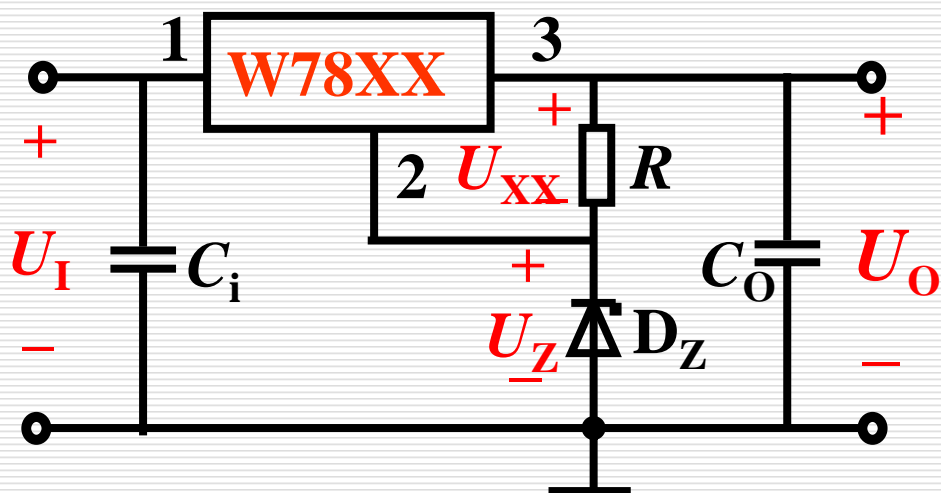 1
W78XX
3
+
+
+
2
U_XX
−
R
U_I
C_i
+
C_O
U_O
U_Z
−
D_Z
−
−